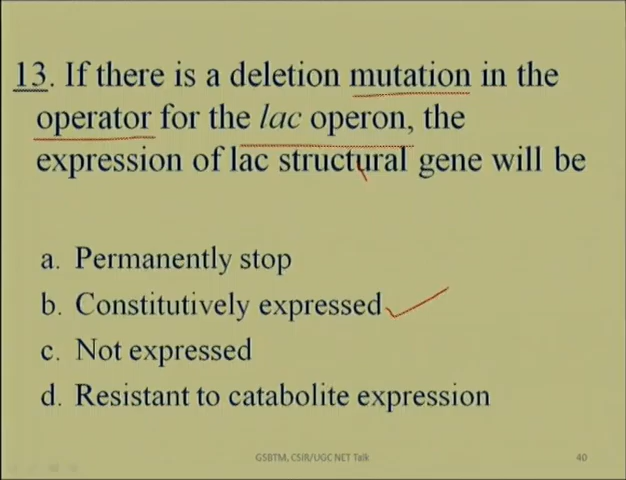 13. If there is a deletion mutation in the
operator for the lac operon, the
expression of lac structural gene will be
a. Permanently stop
b. Constitutively expressed
c. Not expressed
d. Resistant to catabolite expression
GSBTM, CSIR/UGC NET Talk
40